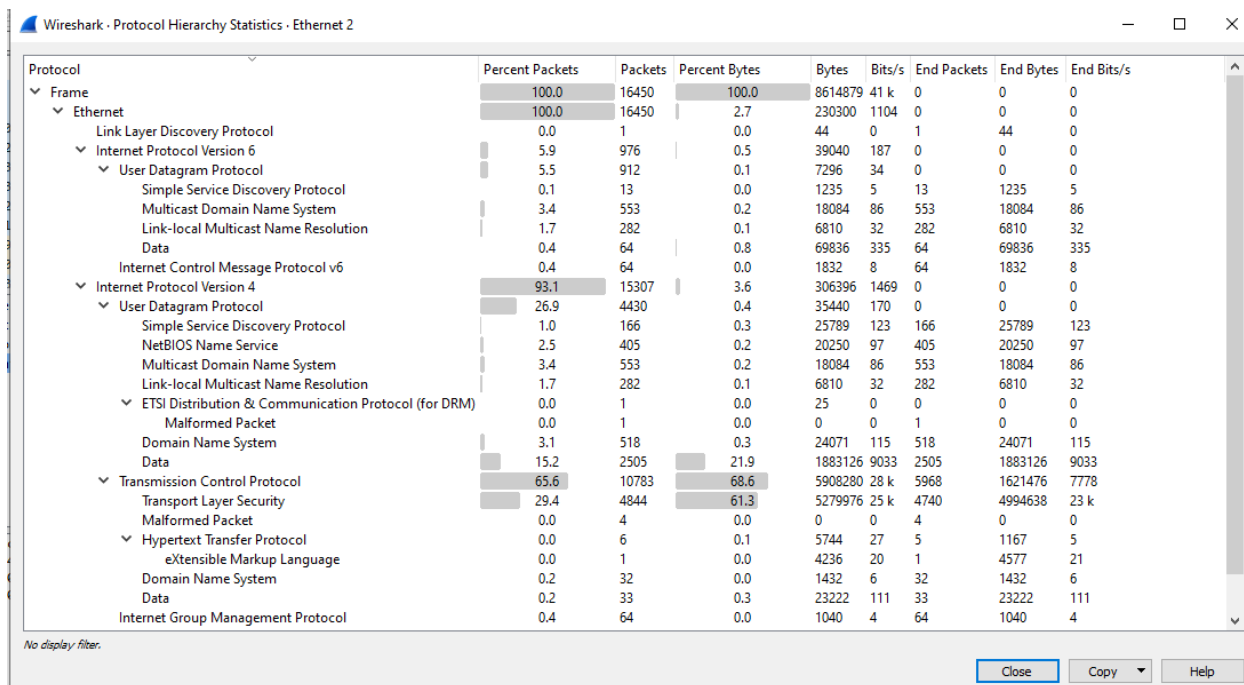 Wireshark · Protocol Hierarchy Statistics · Ethernet 2
Protocol Percent Packets Packets Percent Bytes Bytes Bits/s End Packets End Bytes End Bits/s
Frame 100.0 16450 100.0 8614879 41 k 0 0 0
Ethernet 100.0 16450 2.7 230300 1104 0 0 0
Link Layer Discovery Protocol 0.0 1 0.0 44 0 1 44 0
Internet Protocol Version 6 5.9 976 0.5 39040 187 0 0 0
User Datagram Protocol 5.5 912 0.1 7296 34 0 0 0
Simple Service Discovery Protocol 0.1 13 0.0 1235 5 13 1235 5
Multicast Domain Name System 3.4 553 0.2 18084 86 553 18084 86
Link-local Multicast Name Resolution 1.7 282 0.1 6810 32 282 6810 32
Data 0.4 64 0.8 69836 335 64 69836 335
Internet Control Message Protocol v6 0.4 64 0.0 1832 8 64 1832 8
Internet Protocol Version 4 93.1 15307 3.6 306396 1469 0 0 0
User Datagram Protocol 26.9 4430 0.4 35440 170 0 0 0
Simple Service Discovery Protocol 1.0 166 0.3 25789 123 166 25789 123
NetBIOS Name Service 2.5 405 0.2 20250 97 405 20250 97
Multicast Domain Name System 3.4 553 0.2 18084 86 553 18084 86
Link-local Multicast Name Resolution 1.7 282 0.1 6810 32 282 6810 32
ETSI Distribution & Communication Protocol (for DRM) 0.0 1 0.0 25 0 0 0 0
Malformed Packet 0.0 1 0.0 0 0 1 0 0
Domain Name System 3.1 518 0.3 24071 115 518 24071 115
Data 15.2 2505 21.9 1883126 9033 2505 1883126 9033
Transmission Control Protocol 65.6 10783 68.6 5908280 28 k 5968 1621476 7778
Transport Layer Security 29.4 4844 61.3 5279976 25 k 4740 4994638 23 k
Malformed Packet 0.0 4 0.0 0 0 4 0 0
Hypertext Transfer Protocol 0.0 6 0.1 5744 27 5 1167 5
eXtensible Markup Language 0.0 1 0.0 4236 20 1 4577 21
Domain Name System 0.2 32 0.0 1432 6 32 1432 6
Data 0.2 33 0.3 23222 111 33 23222 111
Internet Group Management Protocol 0.4 64 0.0 1040 4 64 1040 4
No display filter.
Close Copy Help